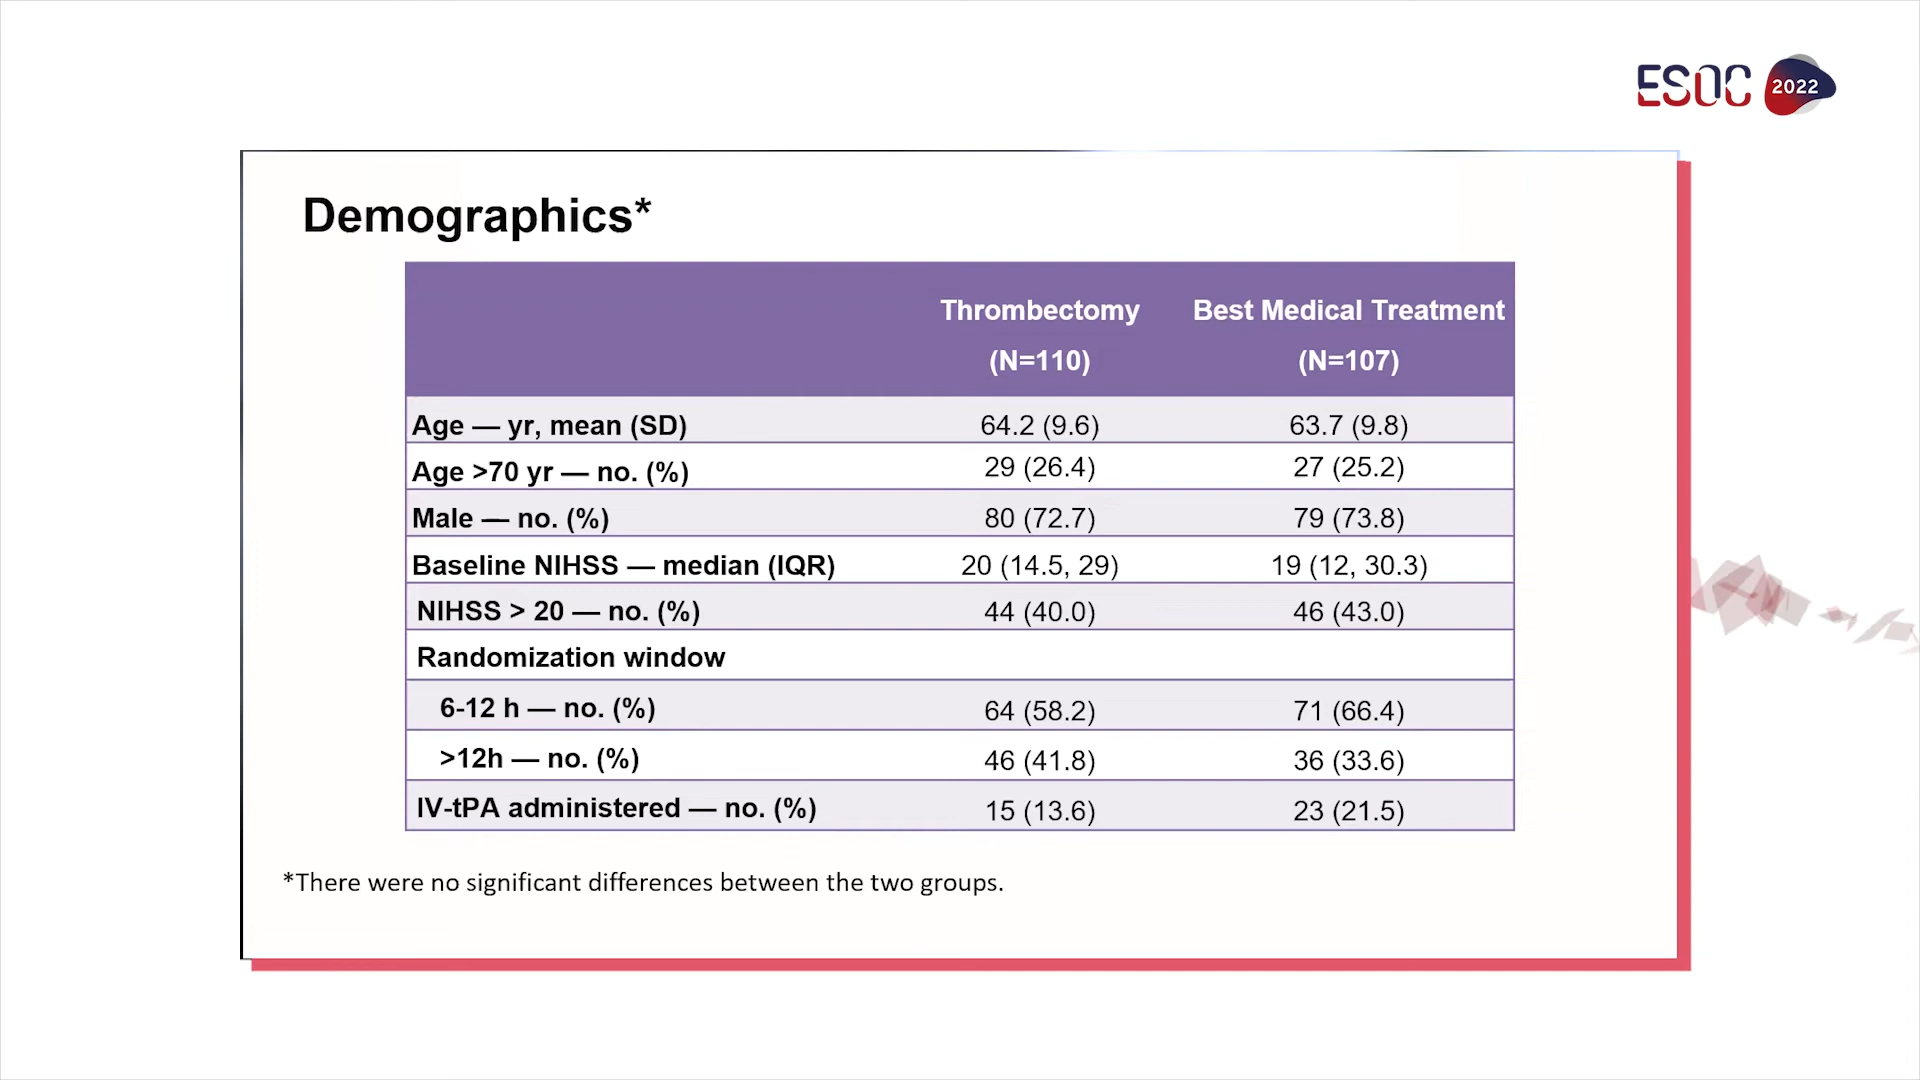 ESOC 2022
Demographics*
Thrombectomy Best Medical Treatment
(N=110) (N=107)
Age — yr, mean (SD) 64.2 (9.6) 63.7 (9.8)
Age >70 yr — no. (%) 29 (26.4) 27 (25.2)
Male — no. (%) 80 (72.7) 79 (73.8)
Baseline NIHSS — median (IQR) 20 (14.5, 29) 19 (12, 30.3)
NIHSS > 20 — no. (%) 44 (40.0) 46 (43.0)
Randomization window
6-12 h — no. (%) 64 (58.2) 71 (66.4)
>12h — no. (%) 46 (41.8) 36 (33.6)
IV-tPA administered — no. (%) 15 (13.6) 23 (21.5)
*There were no significant differences between the two groups.